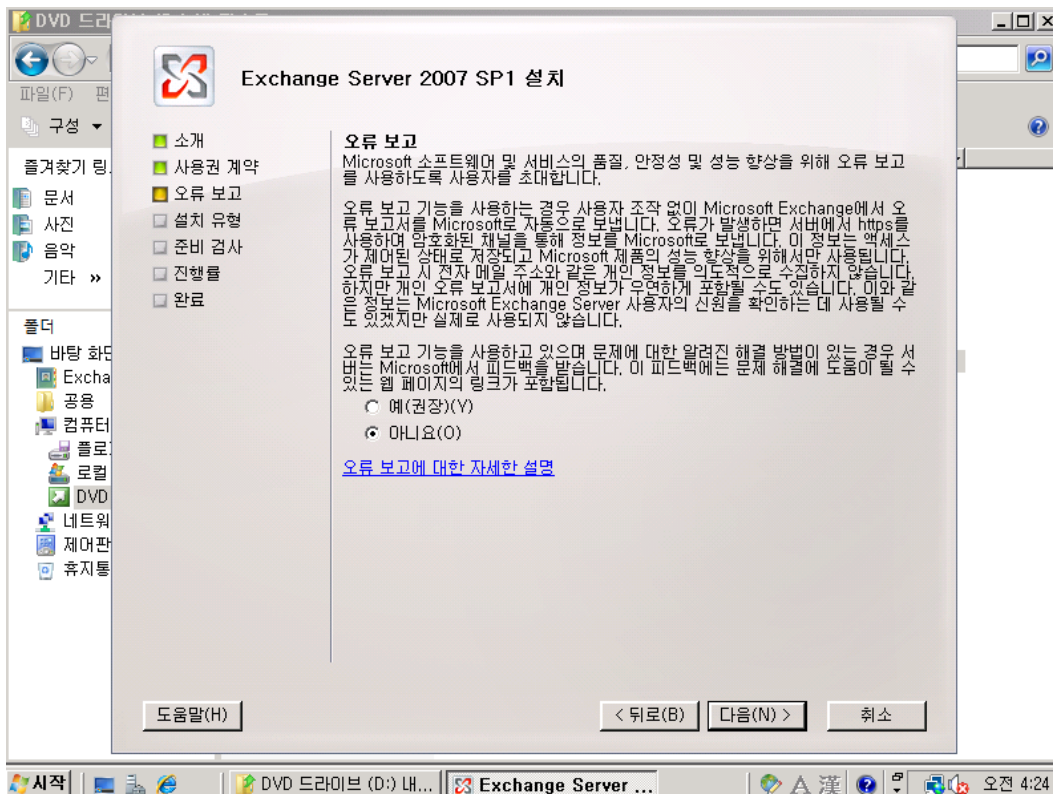 DVD 드라
파일(F) 편
구성
즐겨찾기 링
문서
사진
음악
기타 »
폴더
바탕 화면
Excha
공용
컴퓨터
플로
로컬
DVD
네트워
제어판
휴지통
Exchange Server 2007 SP1 설치
소개
사용권 계약
오류 보고
설치 유형
준비 검사
진행률
완료
오류 보고
Microsoft 소프트웨어 및 서비스의 품질, 안정성 및 성능 향상을 위해 오류 보고
를 사용하도록 사용자를 초대합니다.
오류 보고 기능을 사용하는 경우 사용자 조작 없이 Microsoft Exchange에서 오
류 보고서를 Microsoft로 자동으로 보냅니다. 오류가 발생하면 서버에서 https를
사용하여 암호화된 채널을 통해 정보를 Microsoft로 보냅니다. 이 정보는 액세스
가 제어된 상태로 저장되고 Microsoft 제품의 성능 향상을 위해서만 사용됩니다.
오류 보고 시 전자 메일 주소와 같은 개인 정보를 의도적으로 수집하지 않습니다.
하지만 개인 오류 보고서에 개인 정보가 우연하게 포함될 수도 있습니다. 이와 같
은 정보는 Microsoft Exchange Server 사용자의 신원을 확인하는 데 사용될 수
도 있겠지만 실제로 사용되지 않습니다.
오류 보고 기능을 사용하고 있으며 문제에 대한 알려진 해결 방법이 있는 경우 서
버는 Microsoft에서 피드백을 받습니다. 이 피드백에는 문제 해결에 도움이 될 수
있는 웹 페이지의 링크가 포함됩니다.
예(권장)(Y)
아니요(O)
오류 보고에 대한 자세한 설명
도움말(H)
< 뒤로(B)
다음(N) >
취소
시작
DVD 드라이브 (D:) 내...
Exchange Server ...
A 漢
오전 4:24